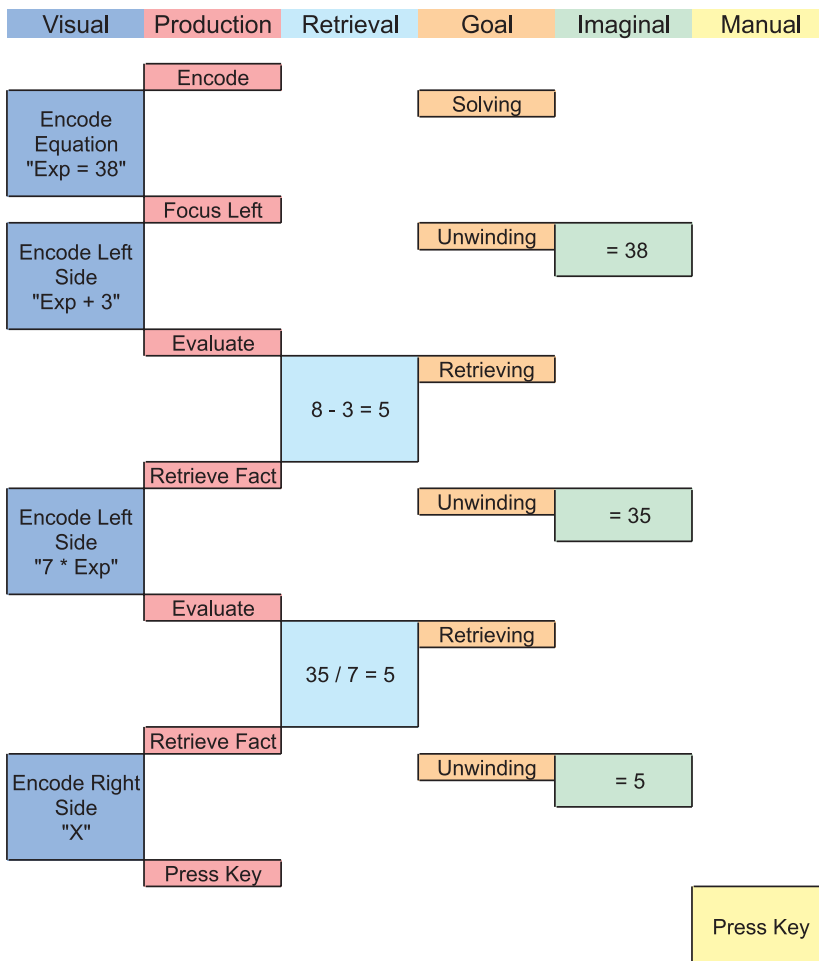 Visual Production Retrieval Goal Imaginal Manual
Encode
Encode
Equation
"Exp = 38"
Solving
Focus Left
Encode Left
Side
"Exp + 3"
Unwinding
= 38
Evaluate
8 - 3 = 5
Retrieving
Retrieve Fact
Encode Left
Side
"7 * Exp"
Unwinding
= 35
Evaluate
35 / 7 = 5
Retrieving
Retrieve Fact
Encode Right
Side
"X"
Unwinding
= 5
Press Key
Press Key